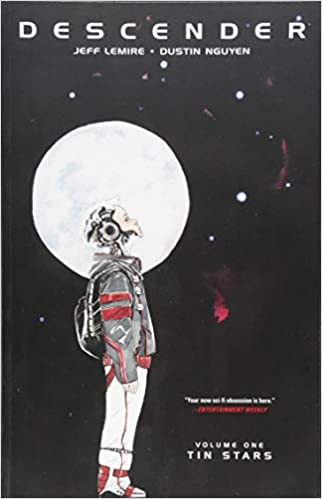 DESCENDER
JEFF LEMIRE • DUSTIN NGUYEN
"Your new sci-fi obsession is here."
—ENTERTAINMENT WEEKLY
VOLUME ONE
TIN STARS